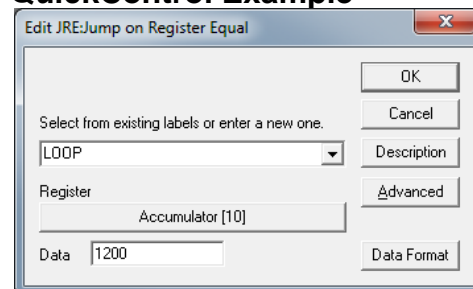 QuickControl Example
Edit JRE:Jump on Register Equal
OK
Select from existing labels or enter a new one.
Cancel
LOOP
Description
Register
Advanced
Accumulator [10]
Data 1200
Data Format